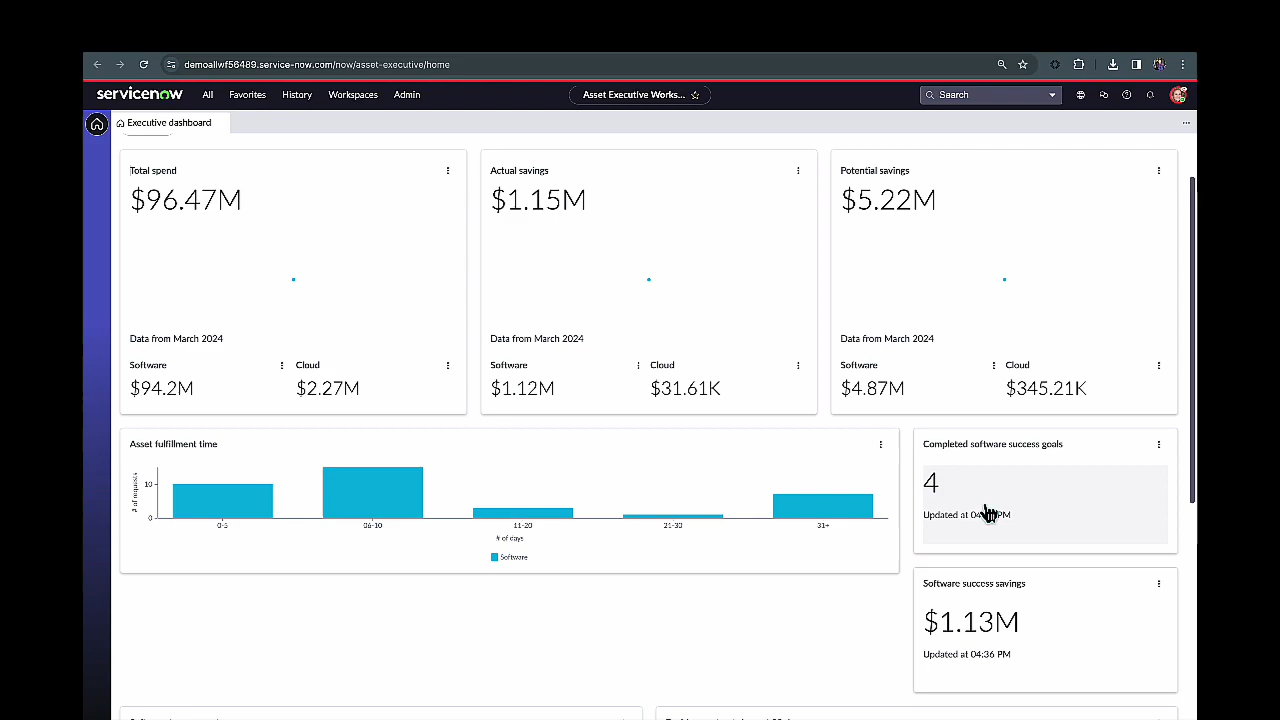 demoallwf56489.service-now.com/now/asset-executive/home
servicenow All Favorites History Workspaces Admin Asset Executive Works... Search
Executive dashboard
Total spend
$96.47M
Data from March 2024
Software Cloud
$94.2M $2.27M
Actual savings
$1.15M
Data from March 2024
Software Cloud
$1.12M $31.61K
Potential savings
$5.22M
Data from March 2024
Software Cloud
$4.87M $345.21K
Asset fulfillment time
# of requests
10
0
0-5 06-10 11-20 21-30 31+
# of days
Software
Completed software success goals
4
Updated at PM
Software success savings
$1.13M
Updated at 04:36 PM